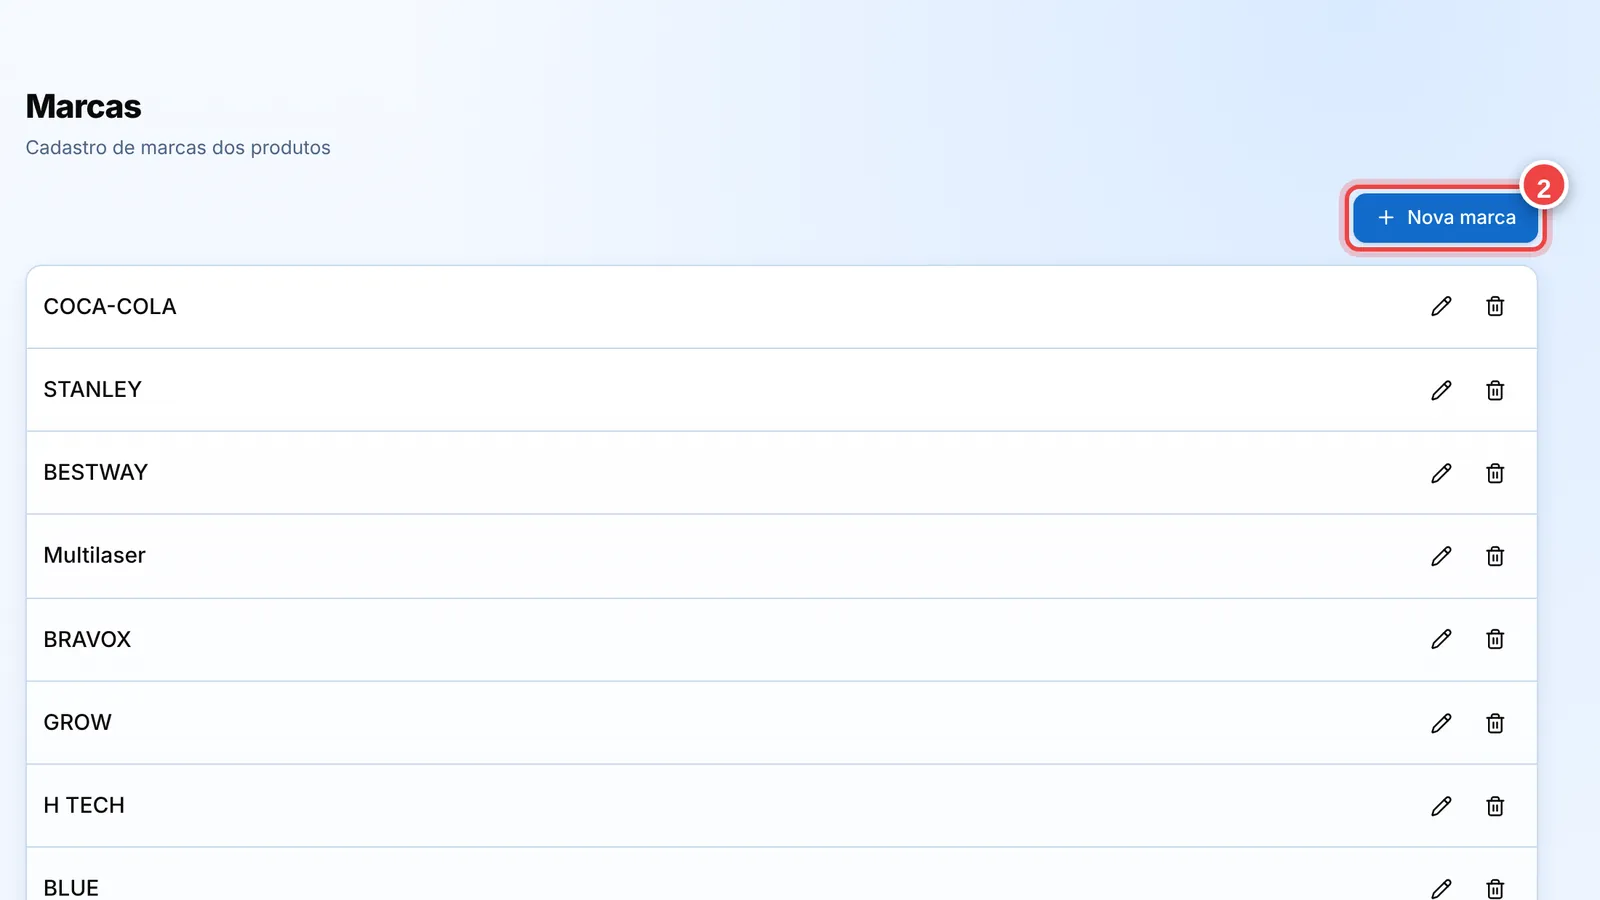 Marcas
Cadastro de marcas dos produtos
2
+ Nova marca
COCA-COLA
STANLEY
BESTWAY
Multilaser
BRAVOX
GROW
H TECH
BLUE